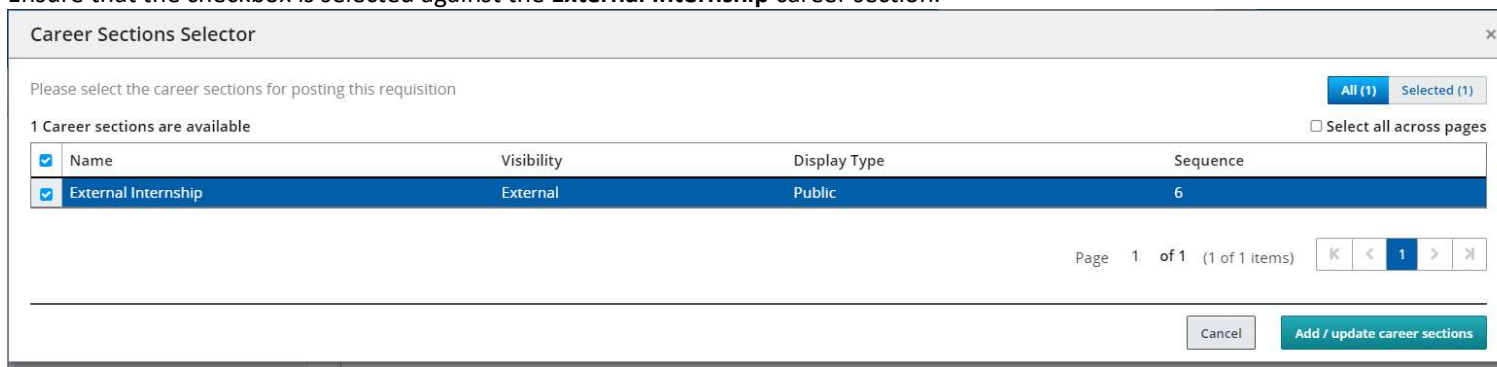 Ensure that the checkbox is selected against the External Internship career section.
Career Sections Selector ×
Please select the career sections for posting this requisition All (1) Selected (1)
1 Career sections are available Select all across pages
Name Visibility Display Type Sequence
External Internship External Public 6
Page 1 of 1 (1 of 1 items) K < 1 > K
Cancel Add / update career sections